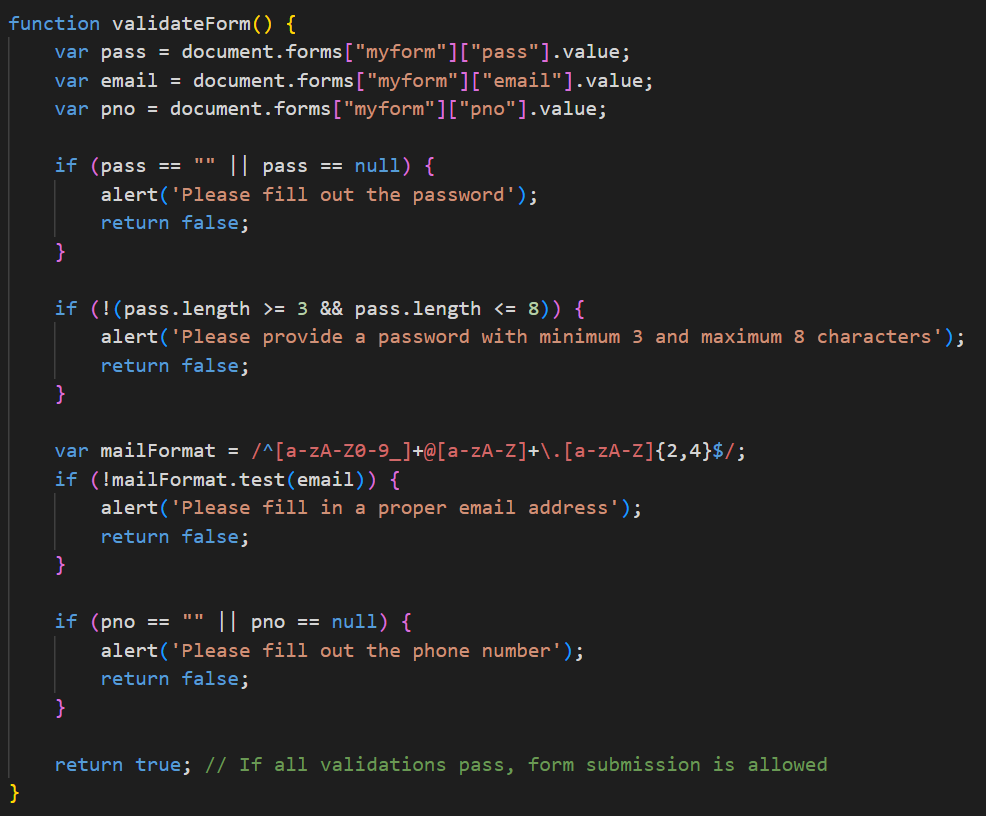 function validateForm() {
    var pass = document.forms["myform"]["pass"].value;
    var email = document.forms["myform"]["email"].value;
    var pno = document.forms["myform"]["pno"].value;

    if (pass == "" || pass == null) {
        alert('Please fill out the password');
        return false;
    }

    if (!(pass.length >= 3 && pass.length <= 8)) {
        alert('Please provide a password with minimum 3 and maximum 8 characters');
        return false;
    }

    var mailFormat = /^[a-zA-Z0-9_]+@[a-zA-Z]+\.[a-zA-Z]{2,4}$/;
    if (!mailFormat.test(email)) {
        alert('Please fill in a proper email address');
        return false;
    }

    if (pno == "" || pno == null) {
        alert('Please fill out the phone number');
        return false;
    }

    return true; // If all validations pass, form submission is allowed
}